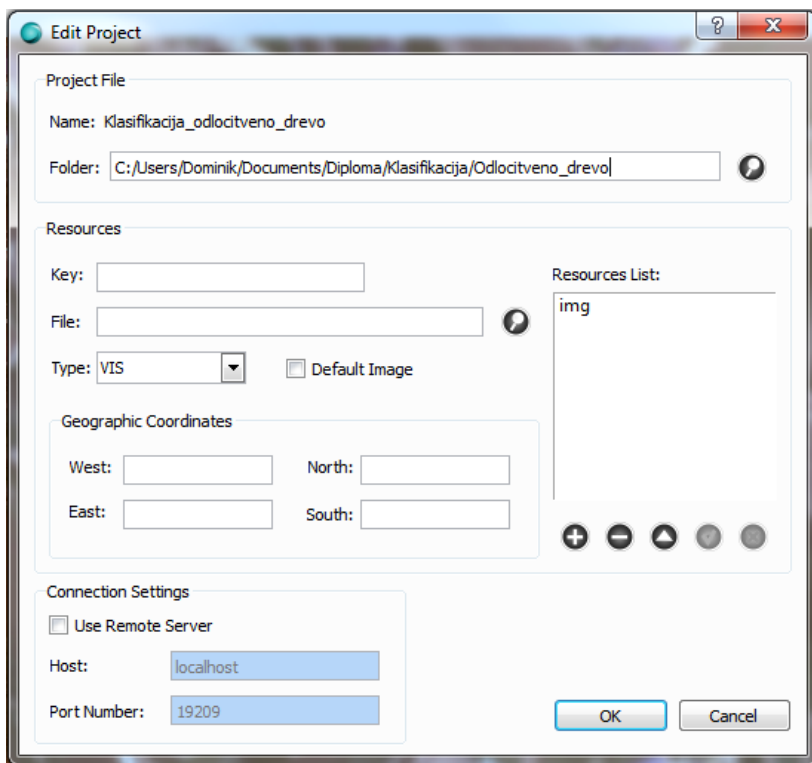 Edit Project
?
X
Project File
Name: Klasifikacija_odlocitveno_drevo
Folder: C:/Users/Dominik/Documents/Diploma/Klasifikacija/Odlocitveno_drevo
Resources
Key:
Resources List:
img
File:
Type: VIS
Default Image
Geographic Coordinates
West:
North:
East:
South:
Connection Settings
Use Remote Server
Host: localhost
Port Number: 19209
OK
Cancel